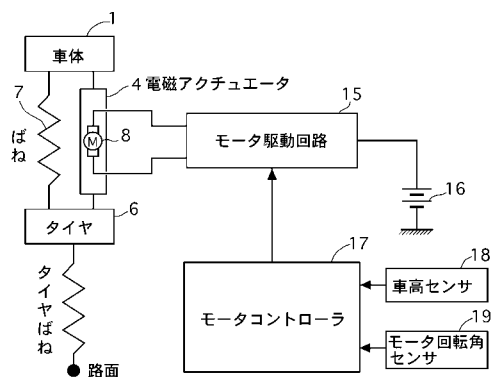 1
車体
4 電磁アクチュエータ
7
ばね
8
M
15
モータ駆動回路
16
6
タイヤ
タイヤばね
路面
17
モータコントローラ
18
車高センサ
19
モータ回転角
センサ